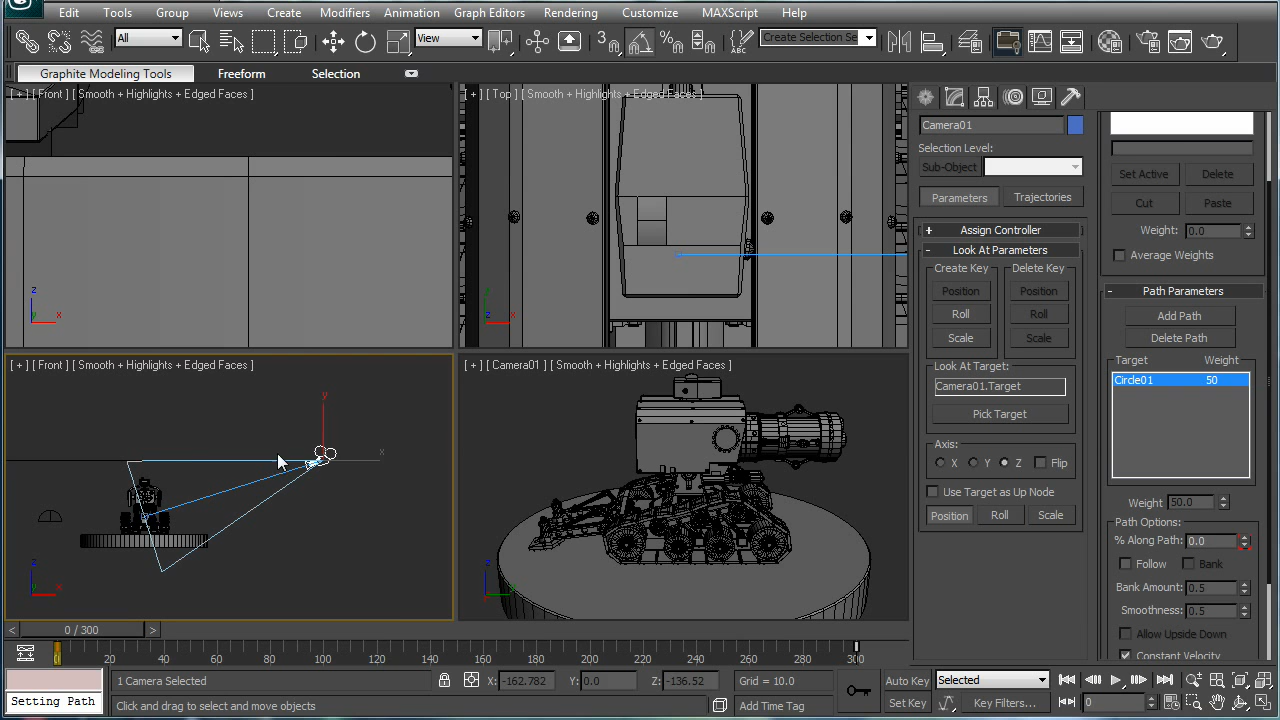 Edit Tools Group Views Create Modifiers Animation Graph Editors Rendering Customize MAXScript Help
All View 3 Create Selection Se
Graphite Modeling Tools Freeform Selection
[ + ] [ Front ] [ Smooth + Highlights + Edged Faces ]
[ + ] [ Top ] [ Smooth + Highlights + Edged Faces ]
z
y x
y
z x
[ + ] [ Front ] [ Smooth + Highlights + Edged Faces ]
[ + ] [ Camera01 ] [ Smooth + Highlights + Edged Faces ]
y
x
z
y x
z
Camera01
Selection Level:
Sub-Object
Parameters Trajectories
+ Assign Controller
- Look At Parameters
Create Key Delete Key
Position Position
Roll Roll
Scale Scale
Look At Target:
Camera01.Target
Pick Target
Axis:
X Y Z Flip
Use Target as Up Node
Position Roll Scale
Set Active Delete
Cut Paste
Weight: 0.0
Average Weights
- Path Parameters
Add Path
Delete Path
Target Weight
Circle01 50
Weight 50.0
Path Options:
% Along Path: 0.0
Follow Bank
Bank Amount: 0.5
Smoothness: 0.5
Allow Upside Down
Constant Velocity
< 0 / 300 >
0 20 40 60 80 100 120 140 160 180 200 220 240 260 280 300
1 Camera Selected X: -162.782 Y: 0.0 Z: -136.52 Grid = 10.0 Auto Key Selected
Setting Path Click and drag to select and move objects Add Time Tag Set Key Key Filters... 0